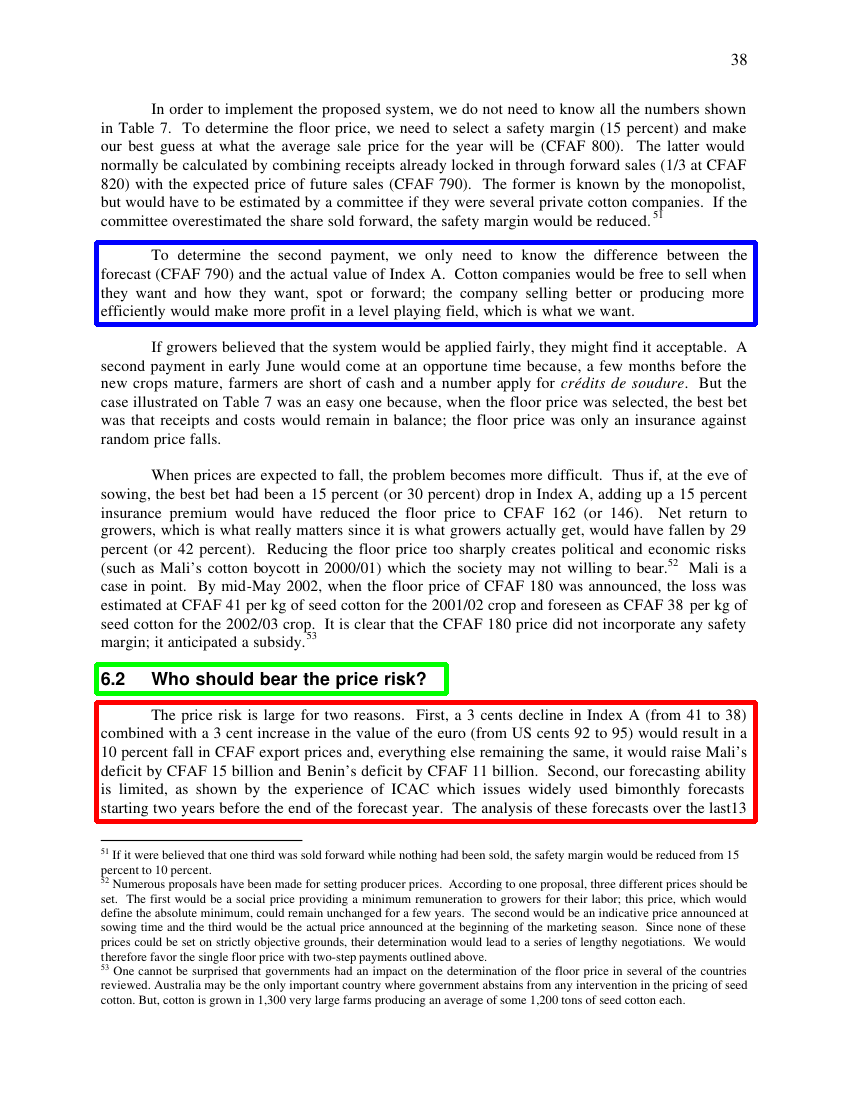 38
In order to implement the proposed system, we do not need to know all the numbers shown
in Table 7. To determine the floor price, we need to select a safety margin (15 percent) and make
our best guess at what the average sale price for the year will be (CFAF 800). The latter would
normally be calculated by combining receipts already locked in through forward sales (1/3 at CFAF
820) with the expected price of future sales (CFAF 790). The former is known by the monopolist,
but would have to be estimated by a committee if they were several private cotton companies. If the
committee overestimated the share sold forward, the safety margin would be reduced.51
To determine the second payment, we only need to know the difference between the
forecast (CFAF 790) and the actual value of Index A. Cotton companies would be free to sell when
they want and how they want, spot or forward; the company selling better or producing more
efficiently would make more profit in a level playing field, which is what we want.
If growers believed that the system would be applied fairly, they might find it acceptable. A
second payment in early June would come at an opportune time because, a few months before the
new crops mature, farmers are short of cash and a number apply for crédits de soudure. But the
case illustrated on Table 7 was an easy one because, when the floor price was selected, the best bet
was that receipts and costs would remain in balance; the floor price was only an insurance against
random price falls.
When prices are expected to fall, the problem becomes more difficult. Thus if, at the eve of
sowing, the best bet had been a 15 percent (or 30 percent) drop in Index A, adding up a 15 percent
insurance premium would have reduced the floor price to CFAF 162 (or 146). Net return to
growers, which is what really matters since it is what growers actually get, would have fallen by 29
percent (or 42 percent). Reducing the floor price too sharply creates political and economic risks
(such as Mali's cotton boycott in 2000/01) which the society may not willing to bear.52 Mali is a
case in point. By mid-May 2002, when the floor price of CFAF 180 was announced, the loss was
estimated at CFAF 41 per kg of seed cotton for the 2001/02 crop and foreseen as CFAF 38 per kg of
seed cotton for the 2002/03 crop. It is clear that the CFAF 180 price did not incorporate any safety
margin; it anticipated a subsidy.53
6.2 Who should bear the price risk?
The price risk is large for two reasons. First, a 3 cents decline in Index A (from 41 to 38)
combined with a 3 cent increase in the value of the euro (from US cents 92 to 95) would result in a
10 percent fall in CFAF export prices and, everything else remaining the same, it would raise Mali's
deficit by CFAF 15 billion and Benin's deficit by CFAF 11 billion. Second, our forecasting ability
is limited, as shown by the experience of ICAC which issues widely used bimonthly forecasts
starting two years before the end of the forecast year. The analysis of these forecasts over the last13
51 If it were believed that one third was sold forward while nothing had been sold, the safety margin would be reduced from 15
percent to 10 percent.
52 Numerous proposals have been made for setting producer prices. According to one proposal, three different prices should be
set. The first would be a social price providing a minimum remuneration to growers for their labor; this price, which would
define the absolute minimum, could remain unchanged for a few years. The second would be an indicative price announced at
sowing time and the third would be the actual price announced at the beginning of the marketing season. Since none of these
prices could be set on strictly objective grounds, their determination would lead to a series of lengthy negotiations. We would
therefore favor the single floor price with two-step payments outlined above.
53 One cannot be surprised that governments had an impact on the determination of the floor price in several of the countries
reviewed. Australia may be the only important country where government abstains from any intervention in the pricing of seed
cotton. But, cotton is grown in 1,300 very large farms producing an average of some 1,200 tons of seed cotton each.